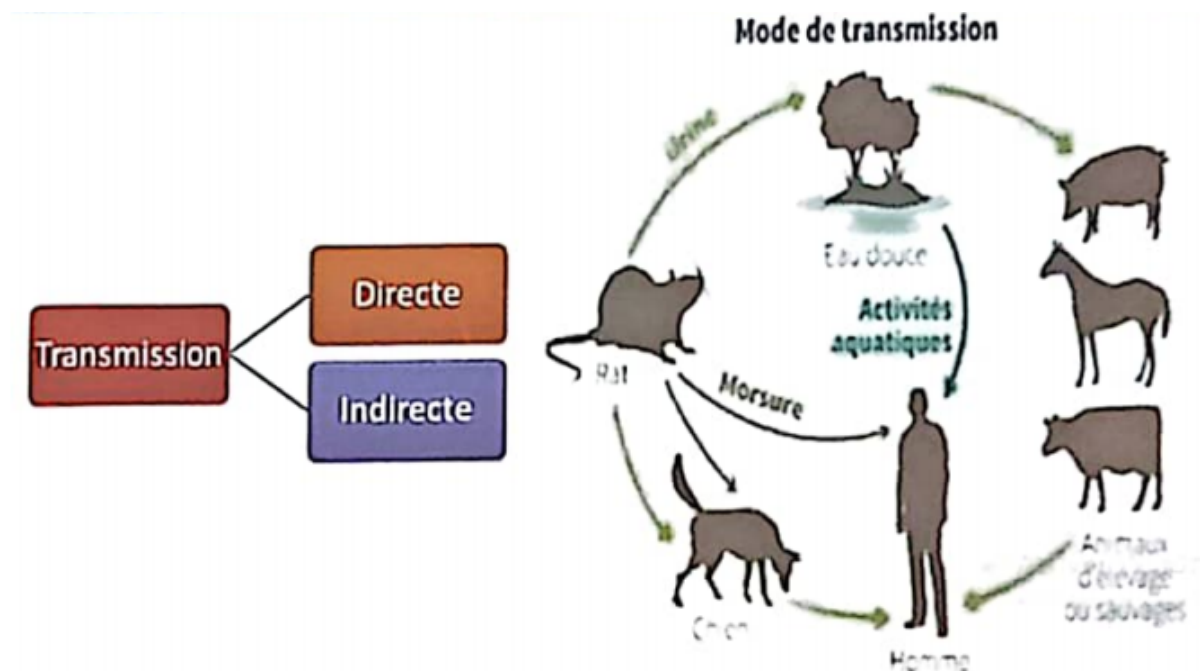 Mode de transmission
Urine
Eau douce
Directe
Activités
aquatiques
Transmission
Rat
Morsure
Indirecte
Animaux
d'élevage
ou sauvages
Chien
Homme